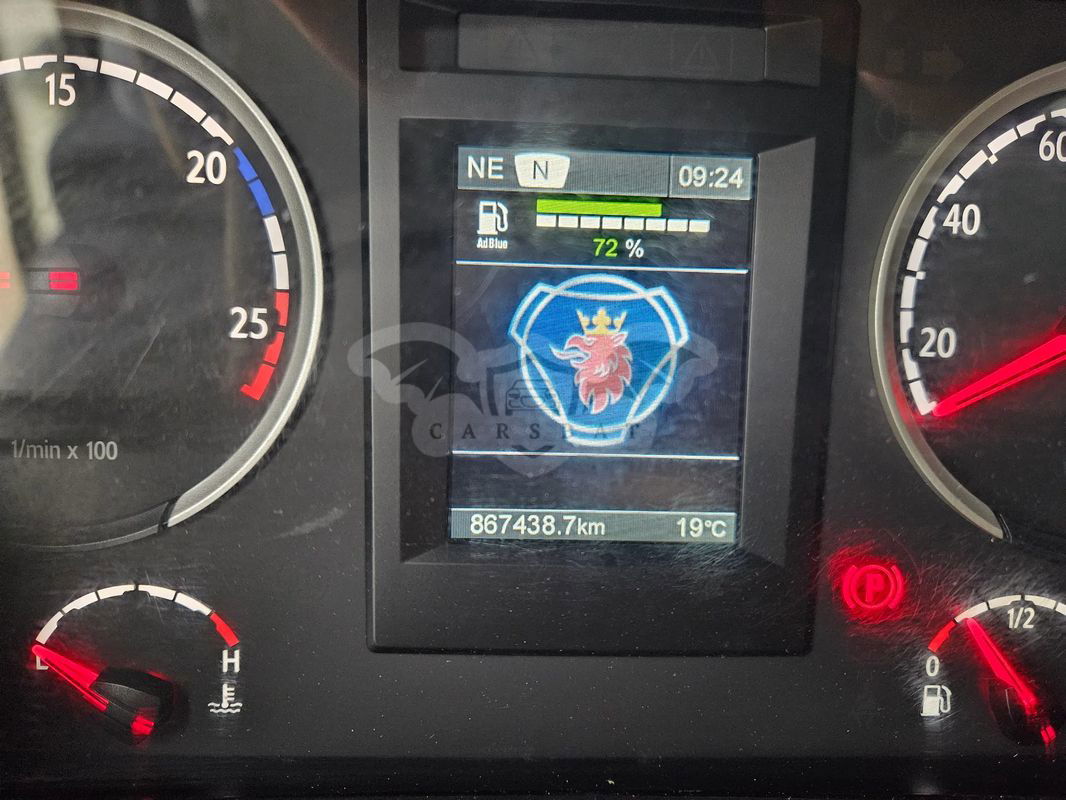 15
20
25
1/min x 100
NE N 09:24
AdBlue
72 %
CARSBAT
867438.7km 19°C
60
40
20
P
L H
1/2
0